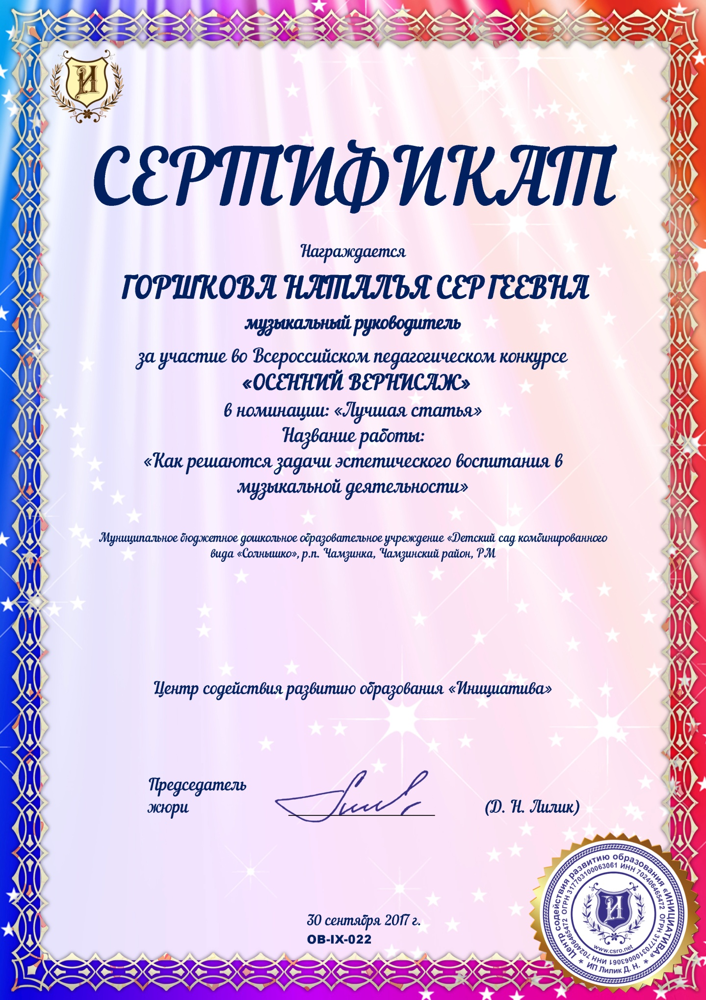 СЕРТИФИКАТ
Награждается
ГОРШКОВА НАТАЛЬЯ СЕРГЕЕВНА
музыкальный руководитель
за участие во Всероссийском педагогическом конкурсе
«ОСЕННИЙ ВЕРНИСАЖ»
в номинации: «Лучшая статья»
Название работы:
«Как решаются задачи эстетического воспитания в
музыкальной деятельности»
Муниципальное бюджетное дошкольное образовательное учреждение «Детский сад комбинированного
вида «Солнышко», р.п. Чамзинка, Чамзинский район, РМ
Центр содействия развитию образования «Инициатива»
Председатель
жюри
(Д. Н. Лилик)
30 сентября 2017 г.
ОВ-IX-022
Центр содействия развитию образования «ИНИЦИАТИВА»
* ИП Лилик Д. Н. *
ОГРН 317703100063061 ИНН 702406465472 ОГРН 317703100063061 ИНН 702406465472
www.csro.net
И
И